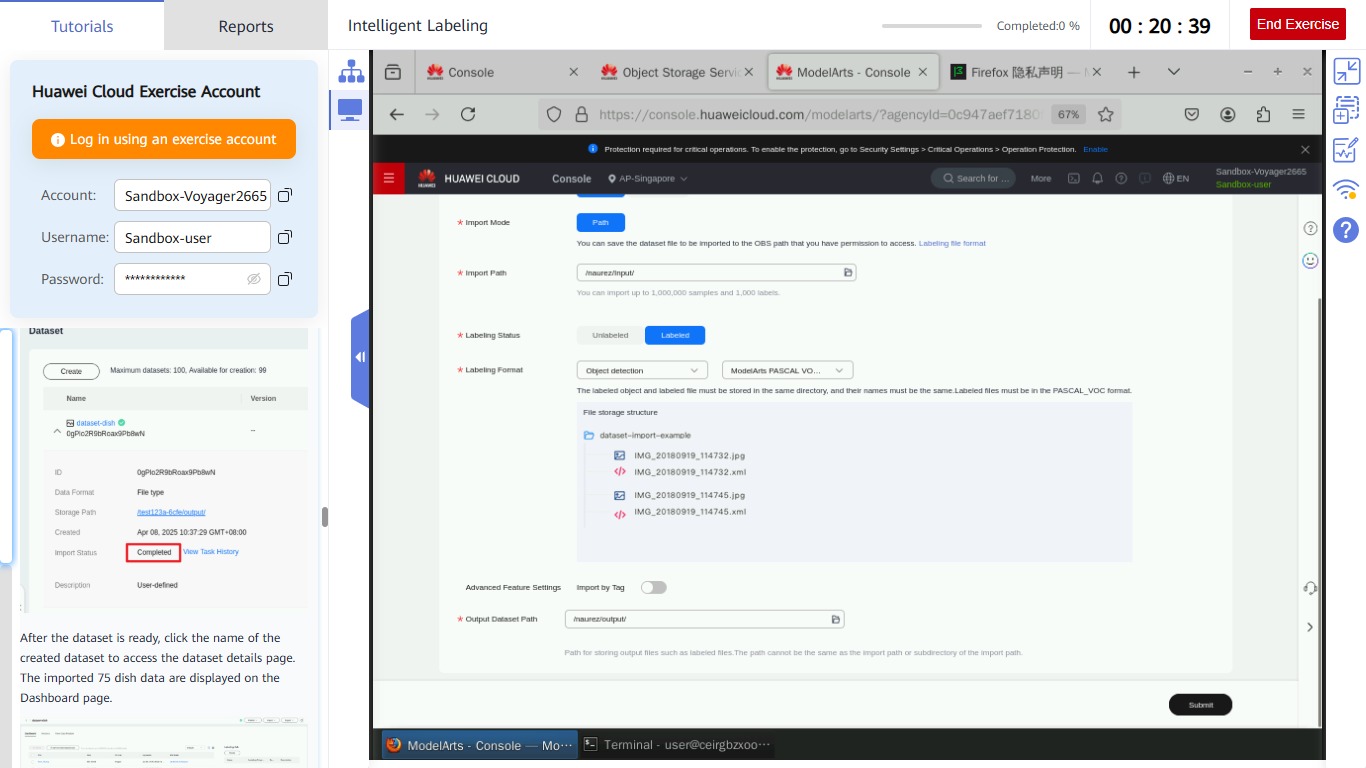 Tutorials
Reports
Intelligent Labeling
Completed:0 %
00 : 20 : 39
End Exercise
Huawei Cloud Exercise Account
Log in using an exercise account
Account: Sandbox-Voyager2665
Username: Sandbox-user
Password: ************
Dataset
Create Maximum datasets: 100, Available for creation: 99
Name Version
dataset-dish
0gPlo2R9bRoax9Pb8wN --
ID 0gPlo2R9bRoax9Pb8wN
Data Format File type
Storage Path /test123a-6cfe/output/
Created Apr 08, 2025 10:37:29 GMT+08:00
Import Status Completed View Task History
Description User-defined
After the dataset is ready, click the name of the
created dataset to access the dataset details page.
The imported 75 dish data are displayed on the
Dashboard page.
Console
Object Storage Servic
ModelArts - Console
Firefox 隐私声明 — M
https://console.huaweicloud.com/modelarts/?agencyId=0c947aef7180
67%
Protection required for critical operations. To enable the protection, go to Security Settings > Critical Operations > Operation Protection. Enable
HUAWEI
HUAWEI CLOUD Console AP-Singapore
Search for ... More EN
Sandbox-Voyager2665
Sandbox-user
* Import Mode Path
You can save the dataset file to be imported to the OBS path that you have permission to access. Labeling file format
* Import Path /naurez/input/
You can import up to 1,000,000 samples and 1,000 labels.
* Labeling Status Unlabeled Labeled
* Labeling Format Object detection ModelArts PASCAL VO...
The labeled object and labeled file must be stored in the same directory, and their names must be the same.Labeled files must be in the PASCAL_VOC format.
File storage structure
dataset-import-example
IMG_20180919_114732.jpg
IMG_20180919_114732.xml
IMG_20180919_114745.jpg
IMG_20180919_114745.xml
Advanced Feature Settings Import by Tag
* Output Dataset Path /naurez/output/
Path for storing output files such as labeled files.The path cannot be the same as the import path or subdirectory of the import path.
Submit
ModelArts - Console — Mo···
Terminal - user@ceirgbzxoo···